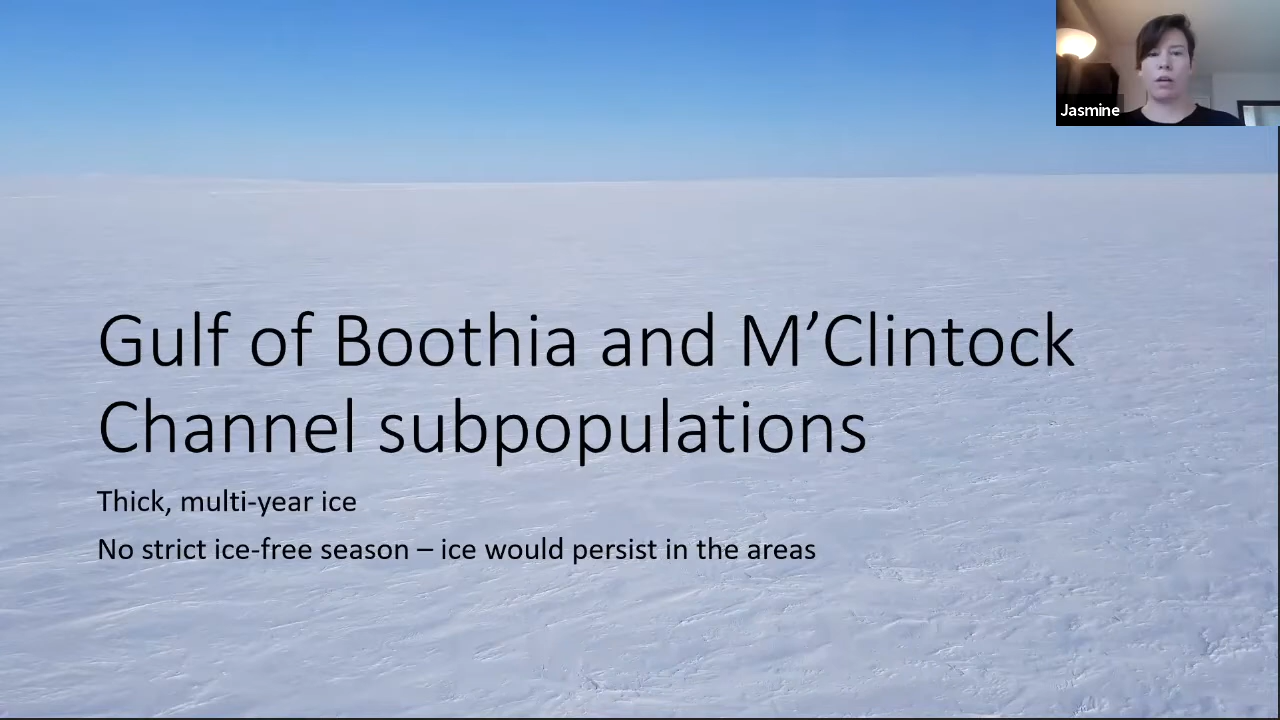 Jasmine
Gulf of Boothia and M’Clintock
Channel subpopulations
Thick, multi-year ice
No strict ice-free season – ice would persist in the areas